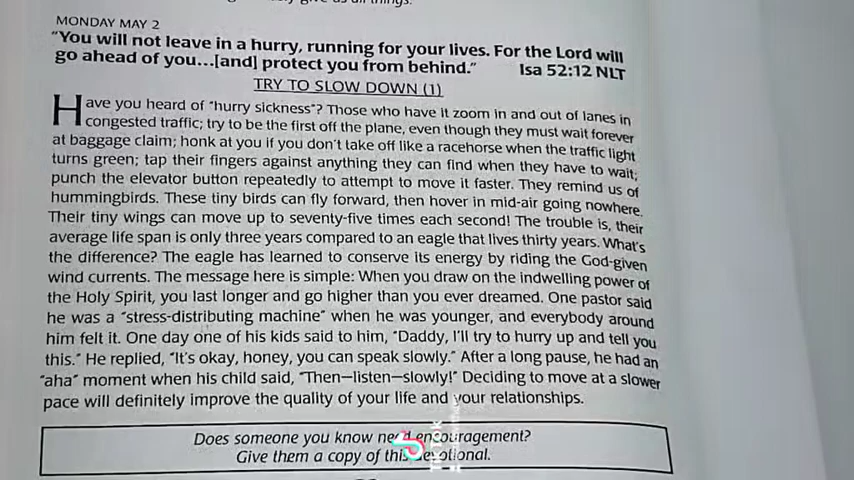 give us all things.
MONDAY MAY 2
"You will not leave in a hurry, running for your lives. For the Lord will
go ahead of you...[and] protect you from behind." Isa 52:12 NLT
TRY TO SLOW DOWN (1)
Have you heard of "hurry sickness"? Those who have it zoom in and out of lanes in
congested traffic; try to be the first off the plane, even though they must wait forever
at baggage claim; honk at you if you don't take off like a racehorse when the traffic light
turns green; tap their fingers against anything they can find when they have to wait;
punch the elevator button repeatedly to attempt to move it faster. They remind us of
hummingbirds. These tiny birds can fly forward, then hover in mid-air going nowhere.
Their tiny wings can move up to seventy-five times each second! The trouble is, their
average life span is only three years compared to an eagle that lives thirty years. What's
the difference? The eagle has learned to conserve its energy by riding the God-given
wind currents. The message here is simple: When you draw on the indwelling power of
the Holy Spirit, you last longer and go higher than you ever dreamed. One pastor said
he was a "stress-distributing machine" when he was younger, and everybody around
him felt it. One day one of his kids said to him, "Daddy, I'll try to hurry up and tell you
this." He replied, "It's okay, honey, you can speak slowly." After a long pause, he had an
"aha" moment when his child said, "Then—listen—slowly!" Deciding to move at a slower
pace will definitely improve the quality of your life and your relationships.
Does someone you know need encouragement?
Give them a copy of this devotional.